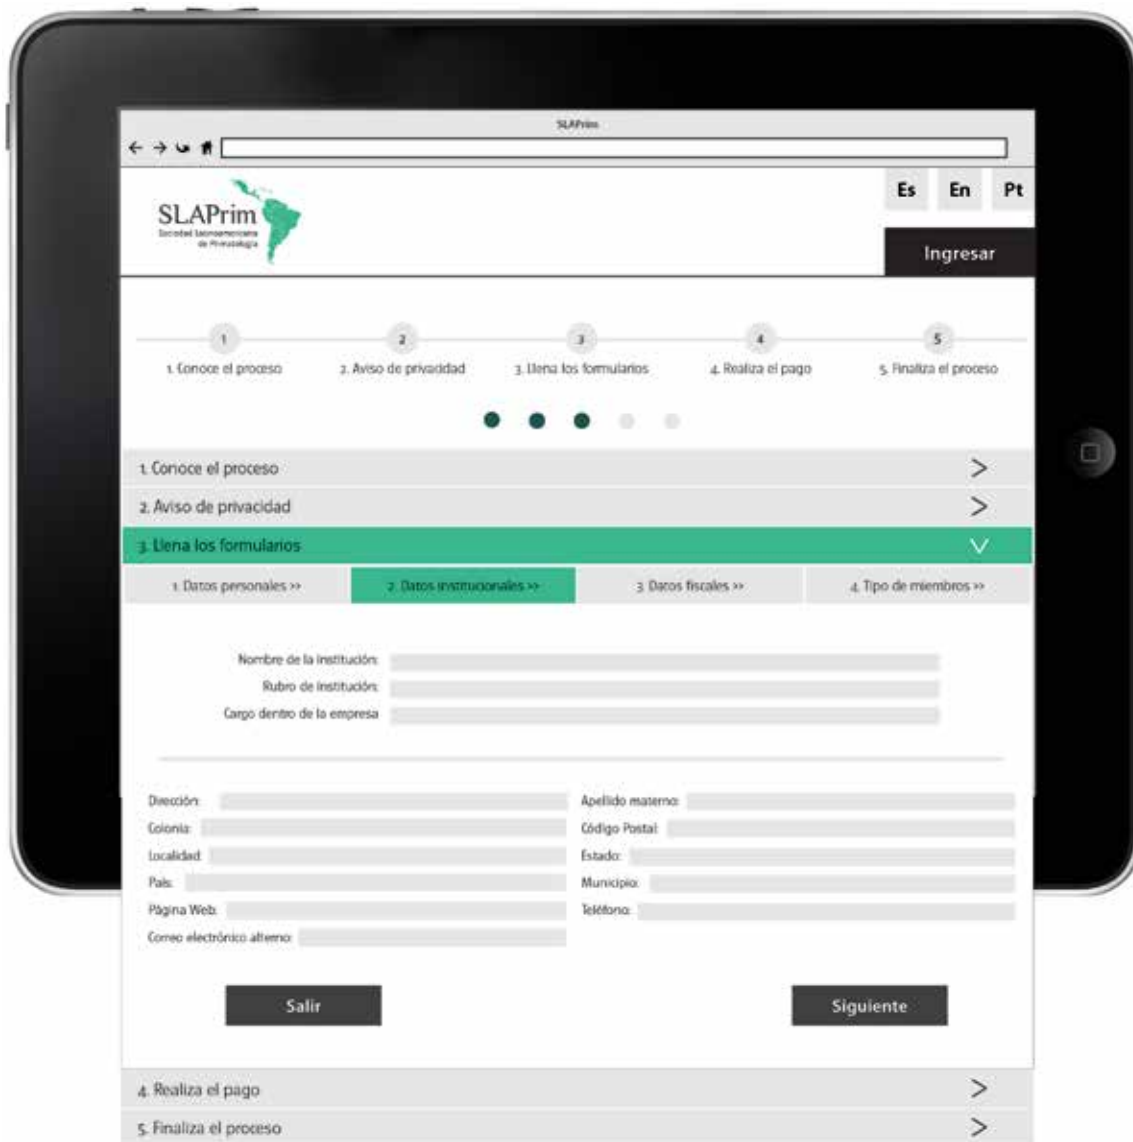 SLAPrim
Es En Pt
SLAPrim
Sociedad Latinoamericana
de Primatología
Ingresar
1 2 3 4 5
1. Conoce el proceso 2. Aviso de privacidad 3. Llena los formularios 4. Realiza el pago 5. Finaliza el proceso
1. Conoce el proceso >
2. Aviso de privacidad >
3. Llena los formularios
1. Datos personales >> 2. Datos institucionales >> 3. Datos fiscales >> 4. Tipo de miembros >>
Nombre de la institución:
Rubro de institución:
Cargo dentro de la empresa
Dirección: Apellido materno:
Colonia: Código Postal:
Localidad: Estado:
País: Municipio:
Página Web: Teléfono:
Correo electrónico alterno:
Salir Siguiente
4. Realiza el pago >
5. Finaliza el proceso >